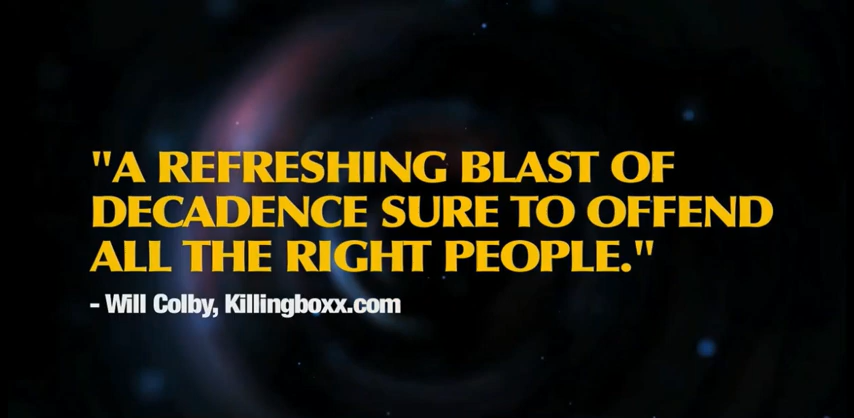 "A REFRESHING BLAST OF
DECADENCE SURE TO OFFEND
ALL THE RIGHT PEOPLE."
- Will Colby, Killingboxx.com